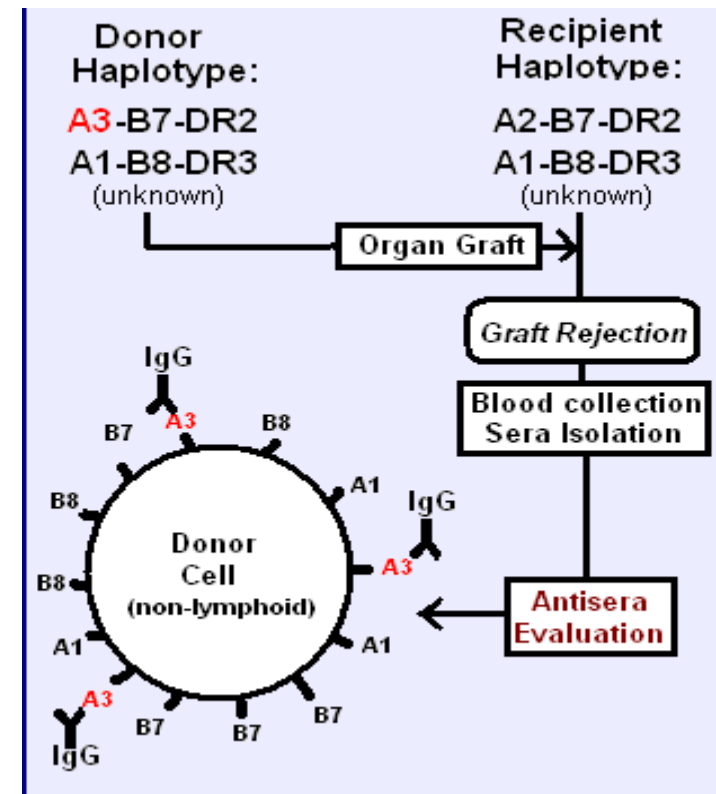 Donor
Haplotype:
A3-B7-DR2
A1-B8-DR3
(unknown)
Recipient
Haplotype:
A2-B7-DR2
A1-B8-DR3
(unknown)
Organ Graft
Graft Rejection
Blood collection
Sera Isolation
Antisera
Evaluation
IgG
A3
B8
B7
A1
IgG
B8
A3
Donor
Cell
(non-lymphoid)
B8
A1
A1
A3
B7
B7
B7
IgG